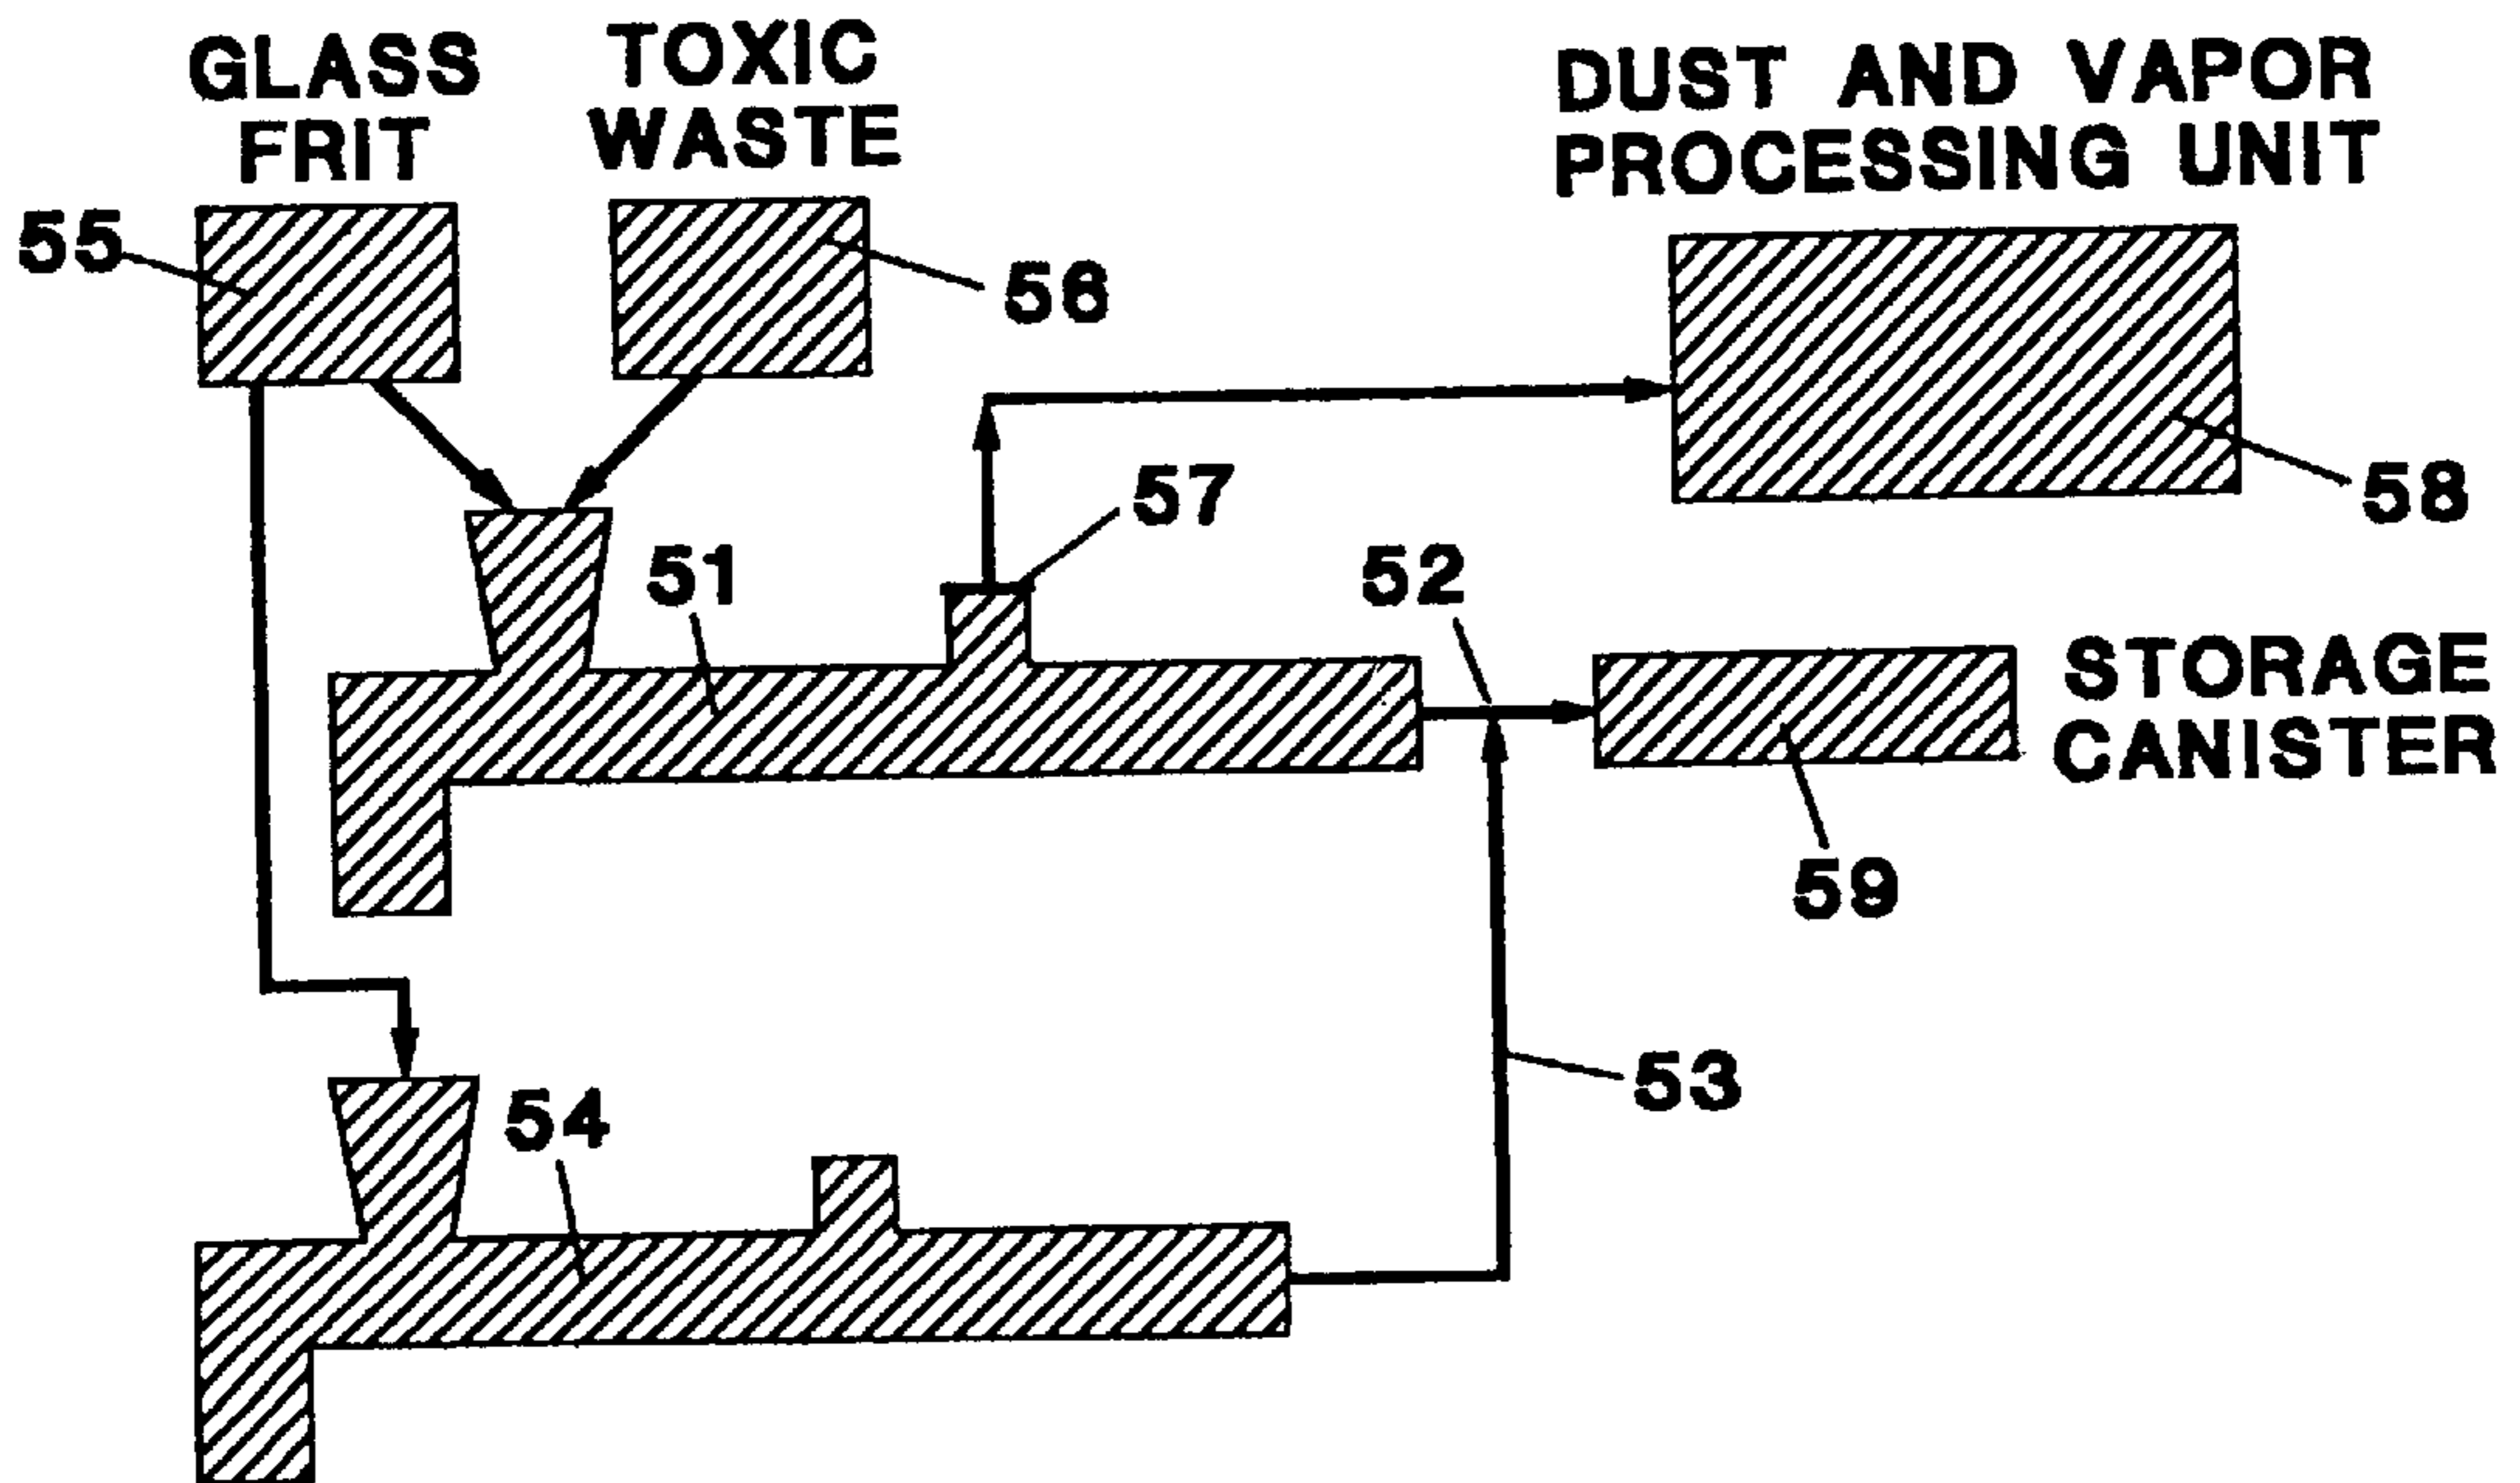 GLASS
FRIT
TOXIC
WASTE
DUST AND VAPOR
PROCESSING UNIT
55
56
58
57
51
52
STORAGE
CANISTER
59
53
54